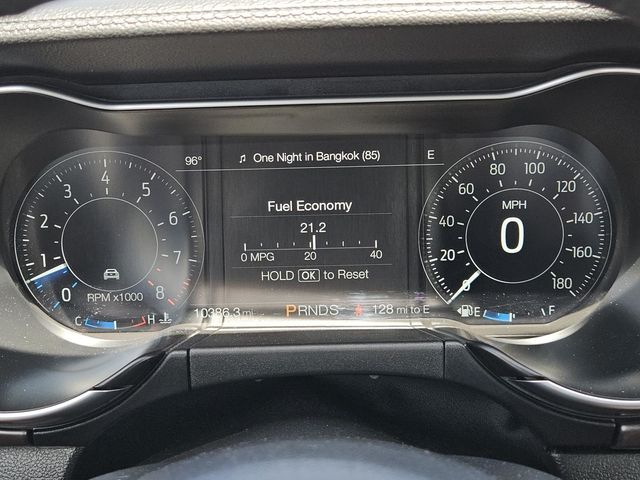 96° ♫ One Night in Bangkok (85) E
Fuel Economy
21.2
0 MPG 20 40
HOLD OK to Reset
0 1 2 3 4 5 6 7 8
RPM x1000
C H
10386.3 mi
PRNDS
128 mi to E
0 20 40 60 80 100 120 140 160 180
MPH
0
E F